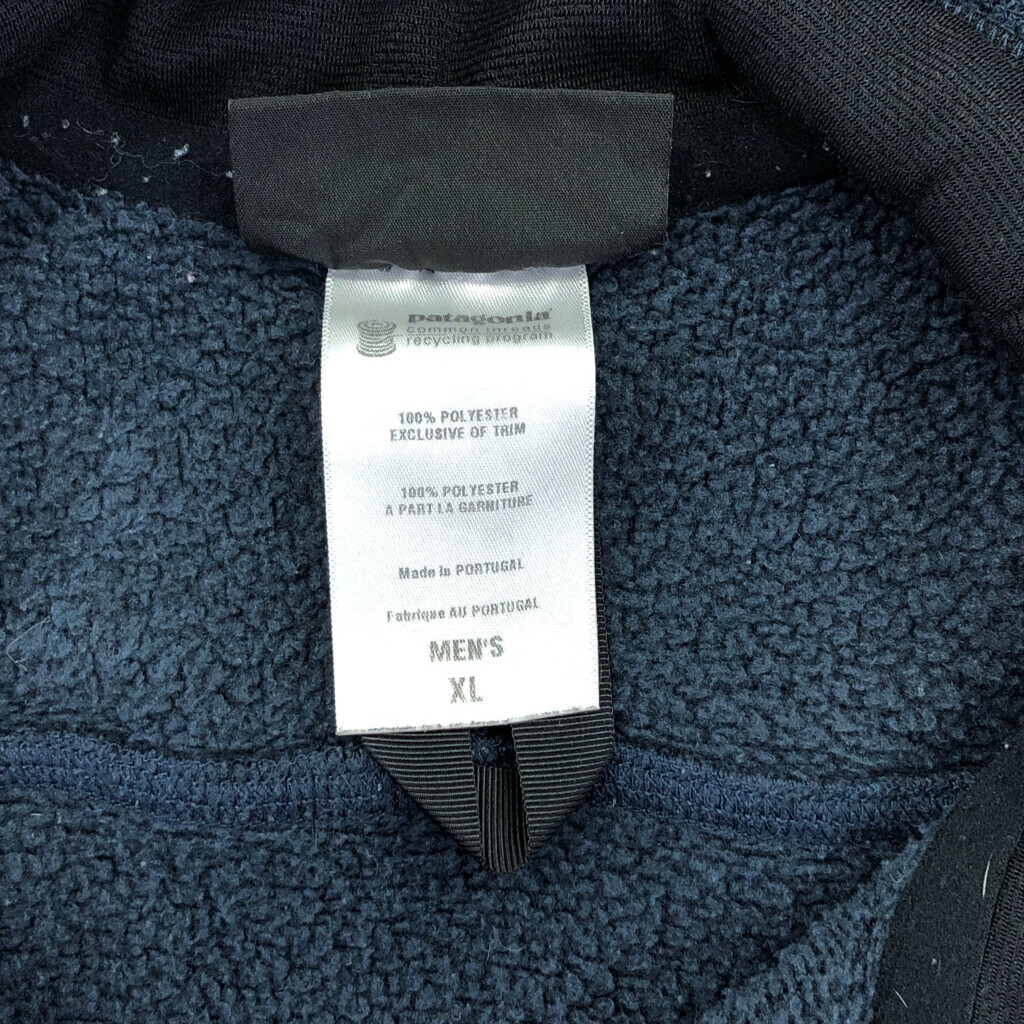 patagonia
common threads
recycling program
100% POLYESTER
EXCLUSIVE OF TRIM
100% POLYESTER
A PART LA GARNITURE
Made in PORTUGAL
Fabrique AU PORTUGAL
MEN'S
XL